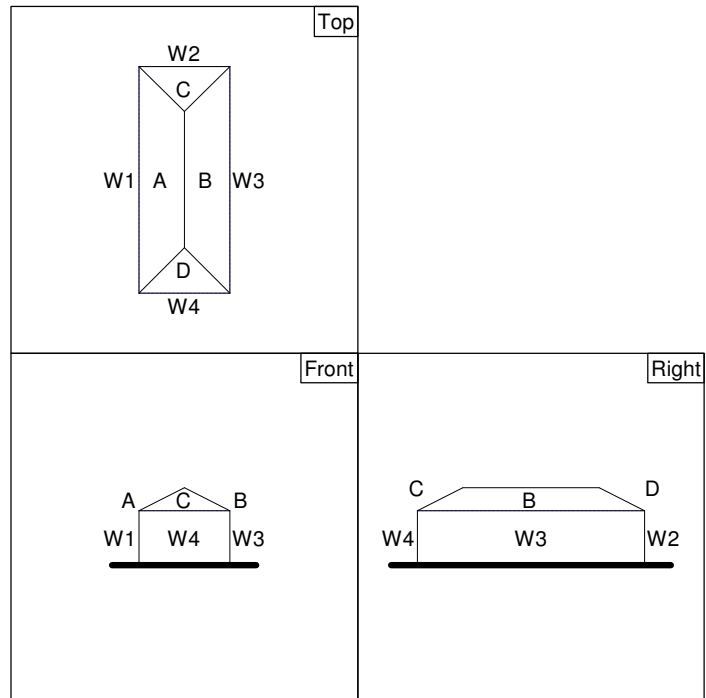 Top
W2
C
W1 A B W3
D
W4
Front
A C B
W1 W4 W3
Right
C B D
W4 W3 W2